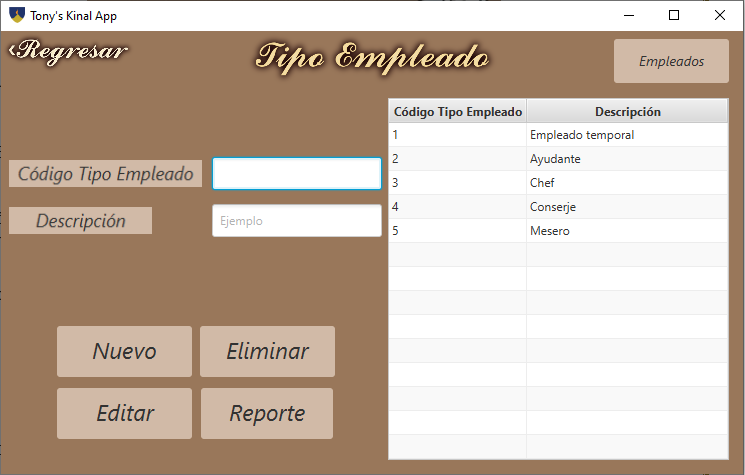 Tony's Kinal App
‹Regresar
Tipo Empleado
Empleados
Código Tipo Empleado
Descripción
Ejemplo
Nuevo
Eliminar
Editar
Reporte
Código Tipo Empleado Descripción
1 Empleado temporal
2 Ayudante
3 Chef
4 Conserje
5 Mesero